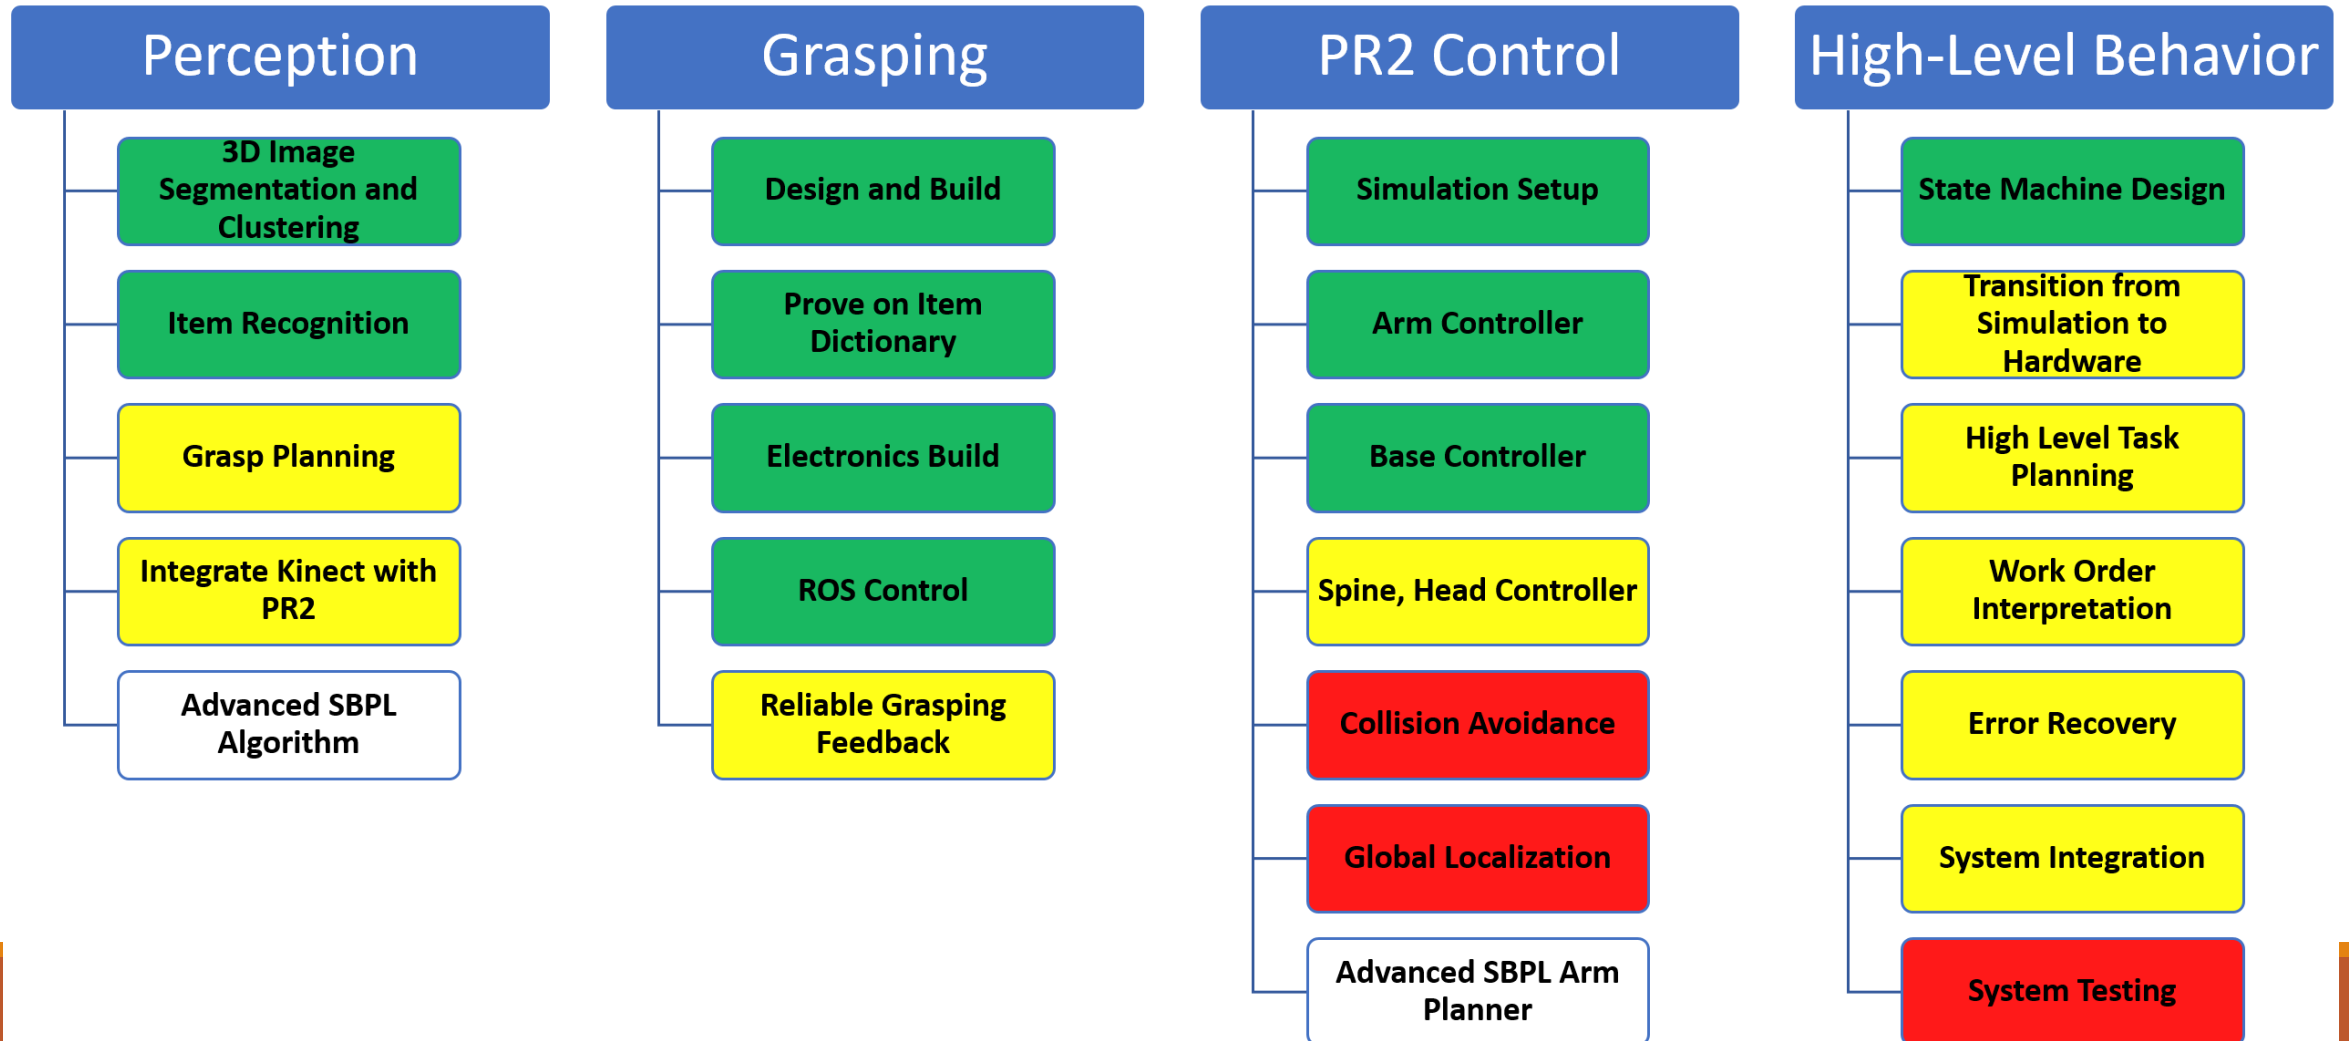 Perception
3D Image
Segmentation and
Clustering
Item Recognition
Grasp Planning
Integrate Kinect with
PR2
Advanced SBPL
Algorithm
Grasping
Design and Build
Prove on Item
Dictionary
Electronics Build
ROS Control
Reliable Grasping
Feedback
PR2 Control
Simulation Setup
Arm Controller
Base Controller
Spine, Head Controller
Collision Avoidance
Global Localization
Advanced SBPL Arm
Planner
High-Level Behavior
State Machine Design
Transition from
Simulation to
Hardware
High Level Task
Planning
Work Order
Interpretation
Error Recovery
System Integration
System Testing